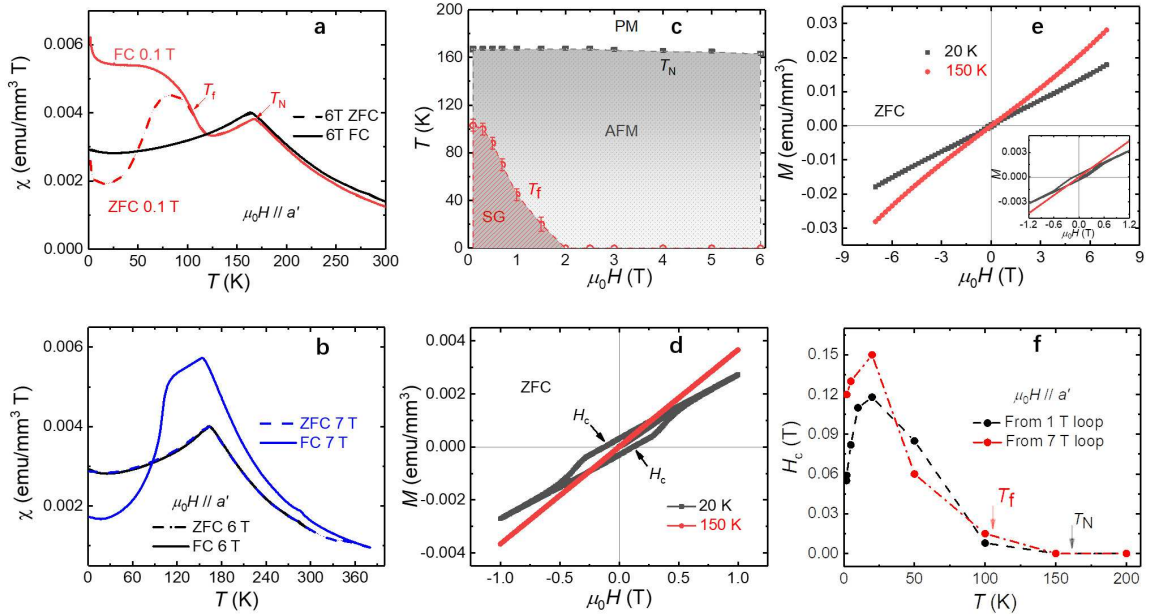 a
FC 0.1 T
T_f
T_N
6T ZFC
6T FC
ZFC 0.1 T
μ₀H // a'
χ (emu/mm³ T)
0.006
0.004
0.002
0.000
0 50 100 150 200 250 300
T (K)
c
PM
T_N
AFM
T_f
SG
T (K)
200
160
120
80
40
0
0 1 2 3 4 5 6
μ₀H (T)
e
20 K
150 K
ZFC
M (emu/mm³)
0.03
0.02
0.01
0.00
-0.01
-0.02
-0.03
-9 -6 -3 0 3 6 9
μ₀H (T)
M
0.003
0.000
-0.003
-1.2 -0.6 0.0 0.6 1.2
μ₀H (T)
b
ZFC 7 T
FC 7 T
μ₀H // a'
ZFC 6 T
FC 6 T
χ (emu/mm³ T)
0.006
0.004
0.002
0 60 120 180 240 300 360
T (K)
d
ZFC
H_c
H_c
20 K
150 K
M (emu/mm³)
0.004
0.002
0.000
-0.002
-0.004
-1.0 -0.5 0.0 0.5 1.0
μ₀H (T)
f
μ₀H // a'
From 1 T loop
From 7 T loop
T_f
T_N
H_c (T)
0.15
0.12
0.09
0.06
0.03
0.00
0 25 50 75 100 125 150 175 200
T (K)